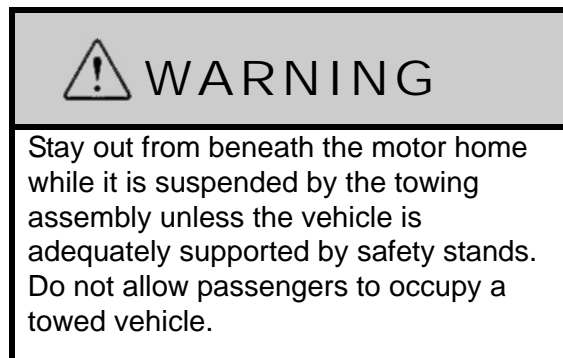 WARNING
Stay out from beneath the motor home
while it is suspended by the towing
assembly unless the vehicle is
adequately supported by safety stands.
Do not allow passengers to occupy a
towed vehicle.